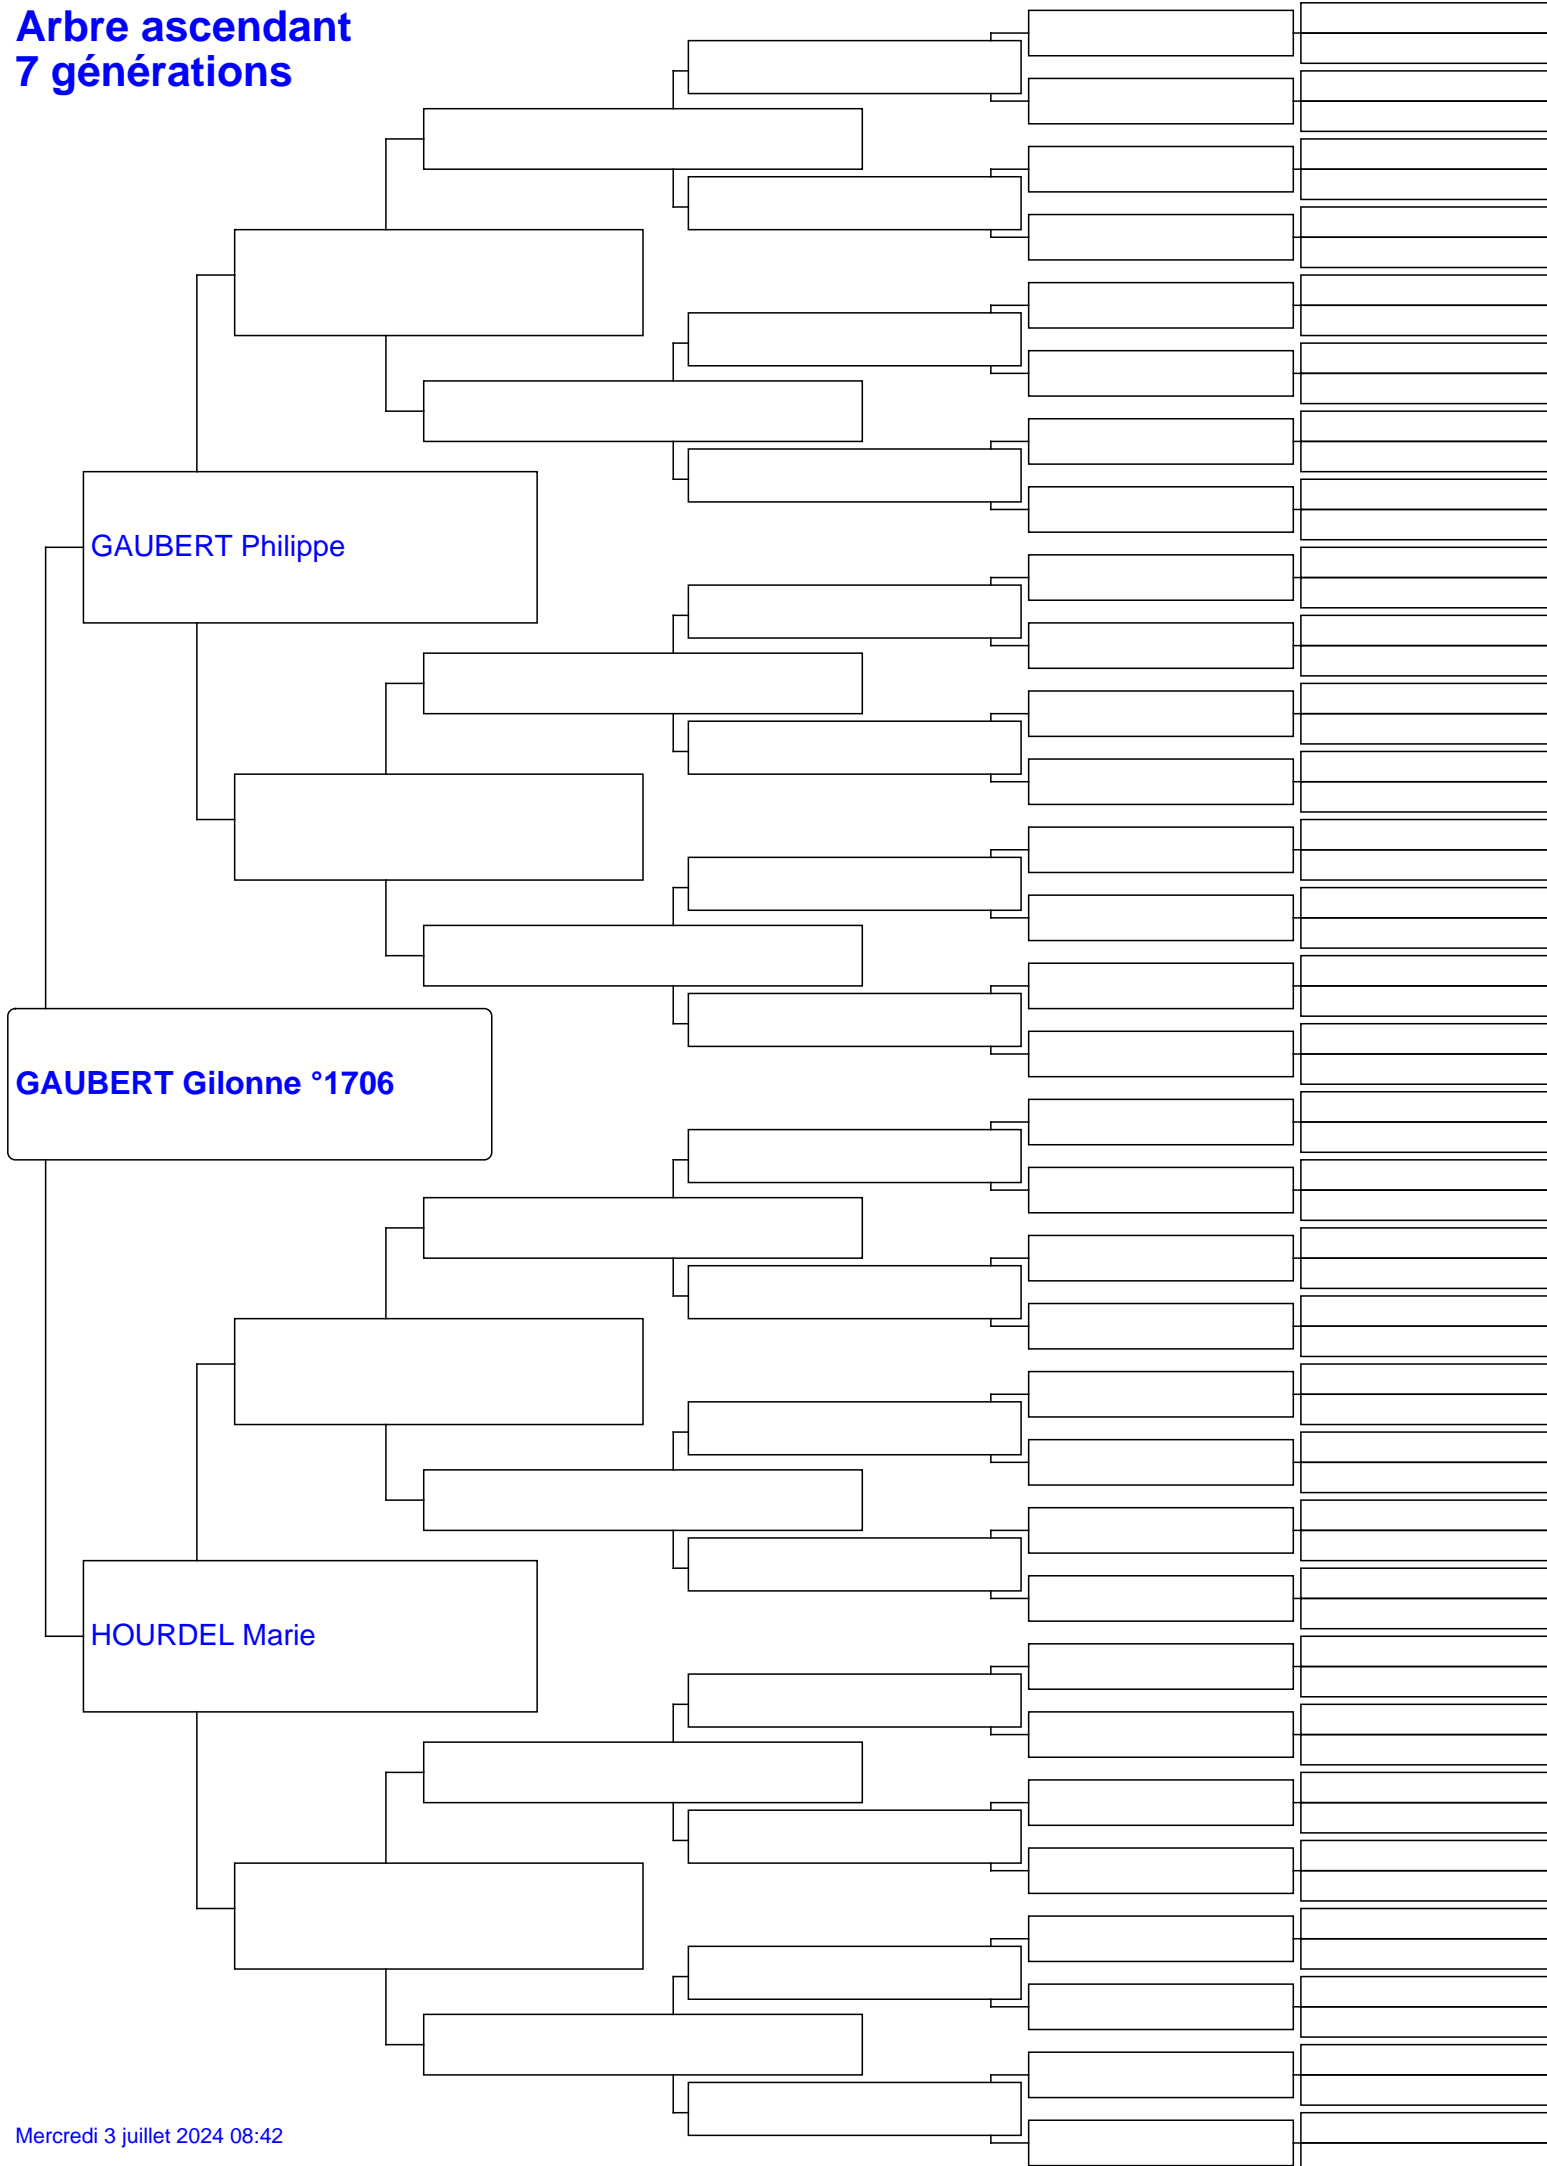 Arbre ascendant
7 générations
GAUBERT Philippe
GAUBERT Gilonne °1706
HOURDEL Marie
Mercredi 3 juillet 2024 08:42